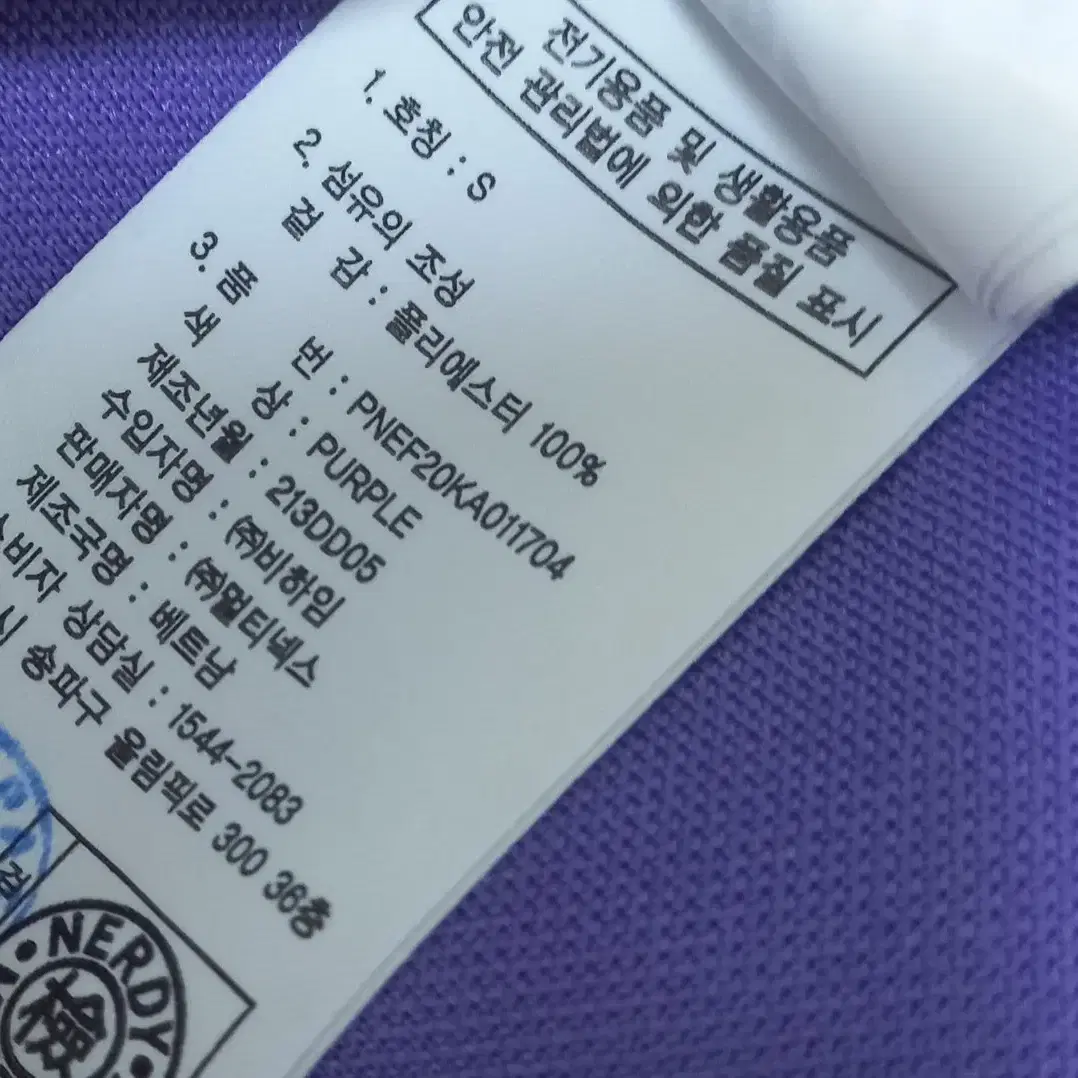 전기용품 및 생활용품
안전 관리법에 의한 품질 표시
1. 호칭 : S
2. 섬유의 조성
겉 감 : 폴리에스터 100%
3. 품 번 : PNEF20KA011704
색 상 : PURPLE
제조년월 : 213DD05
수입자명 : ㈜비하임
판매자명 : ㈜멀티넥스
제조국명 : 베트남
소비자 상담실 : 1544-2083
시 송파구 올림픽로 300 36층
검
NERDY
檢